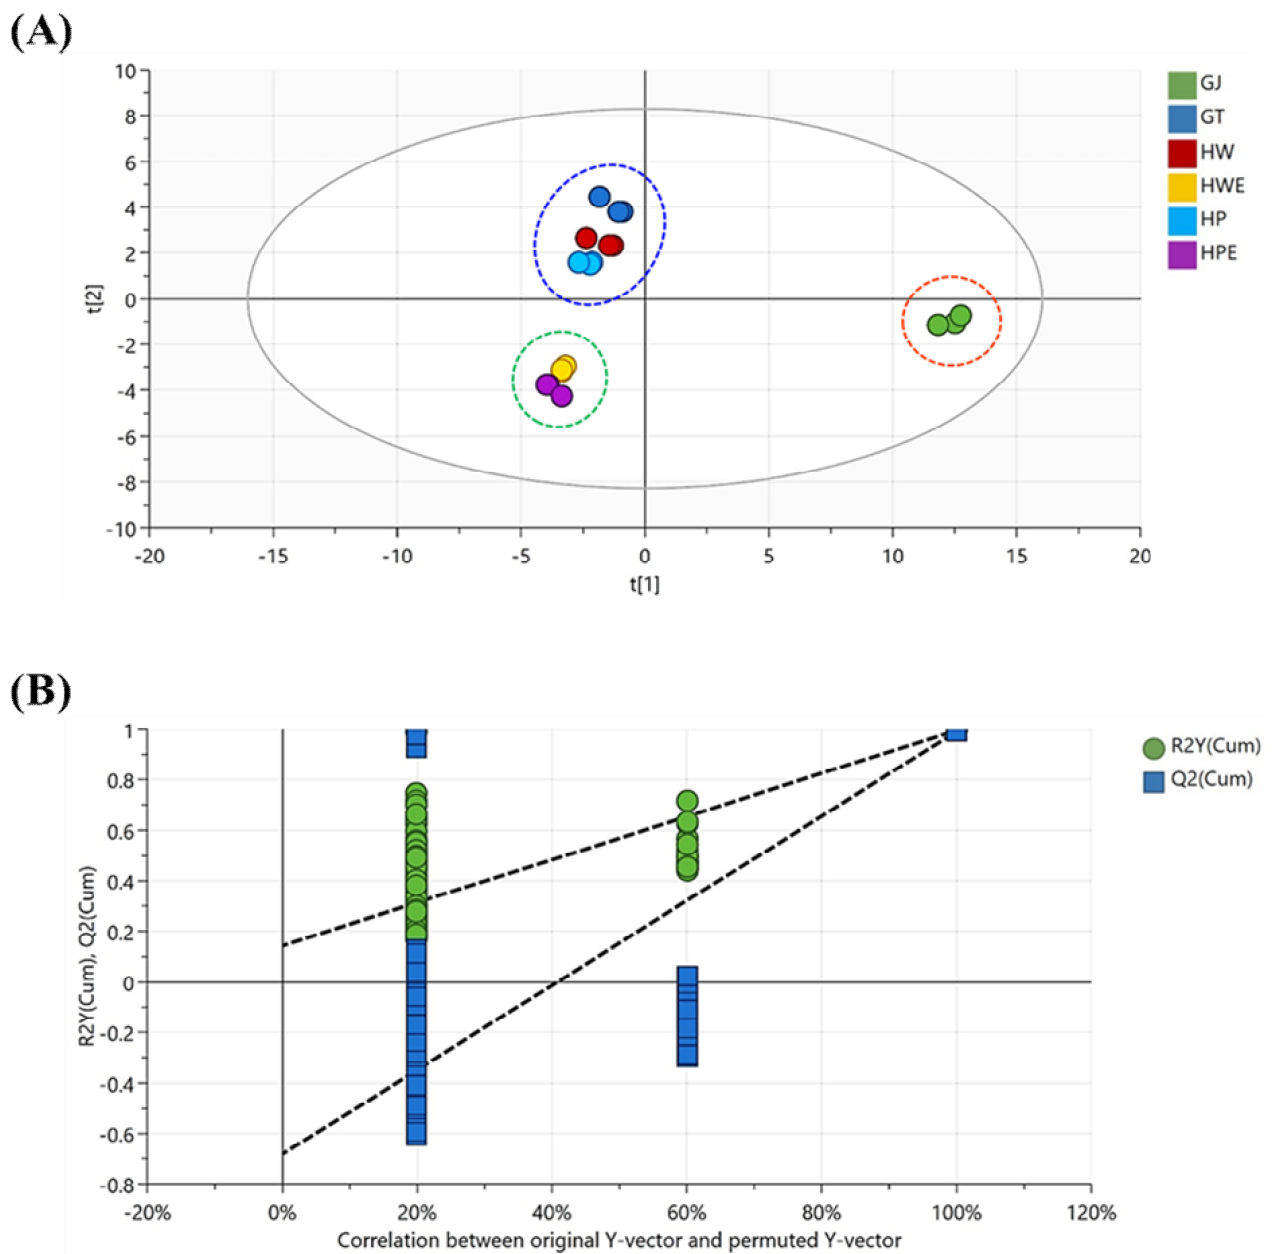 (A)
10
8
6
4
2
0
-2
-4
-6
-8
-10
t[2]
-20 -15 -10 -5 0 5 10 15 20
t[1]
GJ
GT
HW
HWE
HP
HPE
(B)
1
0.8
0.6
0.4
0.2
0
-0.2
-0.4
-0.6
-0.8
R2Y(Cum), Q2(Cum)
-20% 0% 20% 40% 60% 80% 100% 120%
Correlation between original Y-vector and permuted Y-vector
R2Y(Cum)
Q2(Cum)